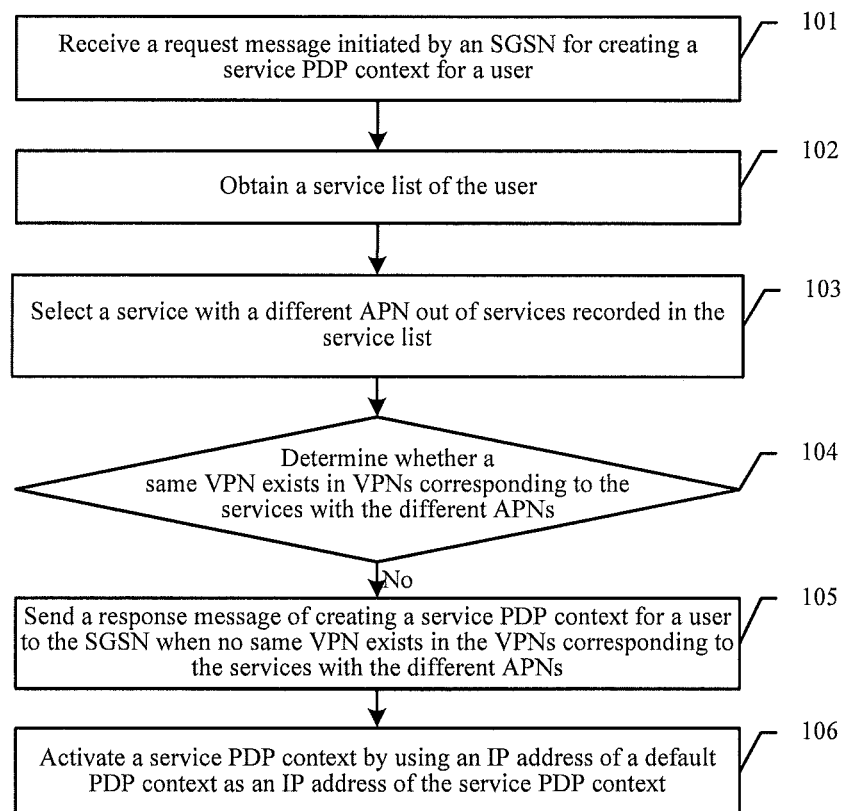 101
Receive a request message initiated by an SGSN for creating a
service PDP context for a user
102
Obtain a service list of the user
103
Select a service with a different APN out of services recorded in the
service list
104
Determine whether a
same VPN exists in VPNs corresponding to the
services with the different APNs
No
105
Send a response message of creating a service PDP context for a user
to the SGSN when no same VPN exists in the VPNs corresponding to
the services with the different APNs
106
Activate a service PDP context by using an IP address of a default
PDP context as an IP address of the service PDP context